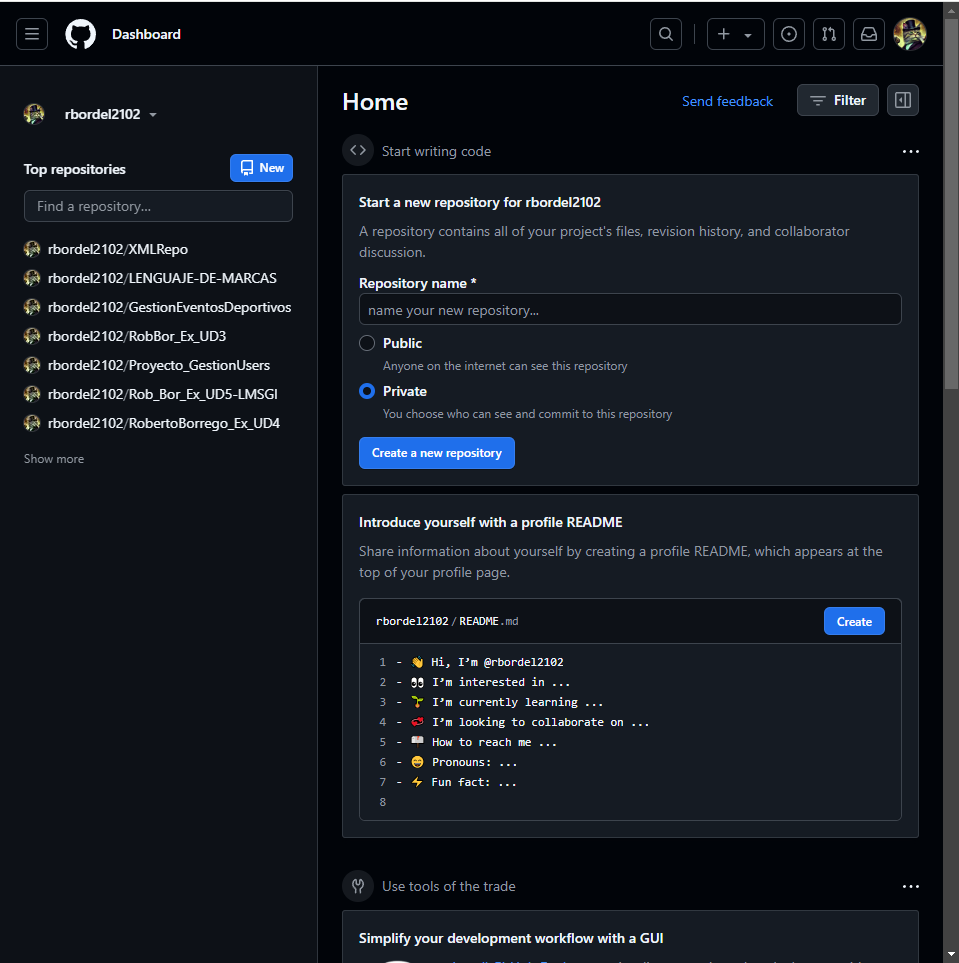 Dashboard
rbordel2102
Top repositories
New
Find a repository...
rbordel2102/XMLRepo
rbordel2102/LENGUAJE-DE-MARCAS
rbordel2102/GestionEventosDeportivos
rbordel2102/RobBor_Ex_UD3
rbordel2102/Proyecto_GestionUsers
rbordel2102/Rob_Bor_Ex_UD5-LMSGI
rbordel2102/RobertoBorrego_Ex_UD4
Show more
Home
Send feedback
Filter
Start writing code
Start a new repository for rbordel2102
A repository contains all of your project's files, revision history, and collaborator
discussion.
Repository name *
name your new repository...
Public
Anyone on the internet can see this repository
Private
You choose who can see and commit to this repository
Create a new repository
Introduce yourself with a profile README
Share information about yourself by creating a profile README, which appears at the
top of your profile page.
rbordel2102 / README.md
Create
1 - 👋 Hi, I’m @rbordel2102
2 - 👀 I’m interested in ...
3 - 🌱 I’m currently learning ...
4 - 💞️ I’m looking to collaborate on ...
5 - 📫 How to reach me ...
6 - 😄 Pronouns: ...
7 - ⚡ Fun fact: ...
8
Use tools of the trade
Simplify your development workflow with a GUI